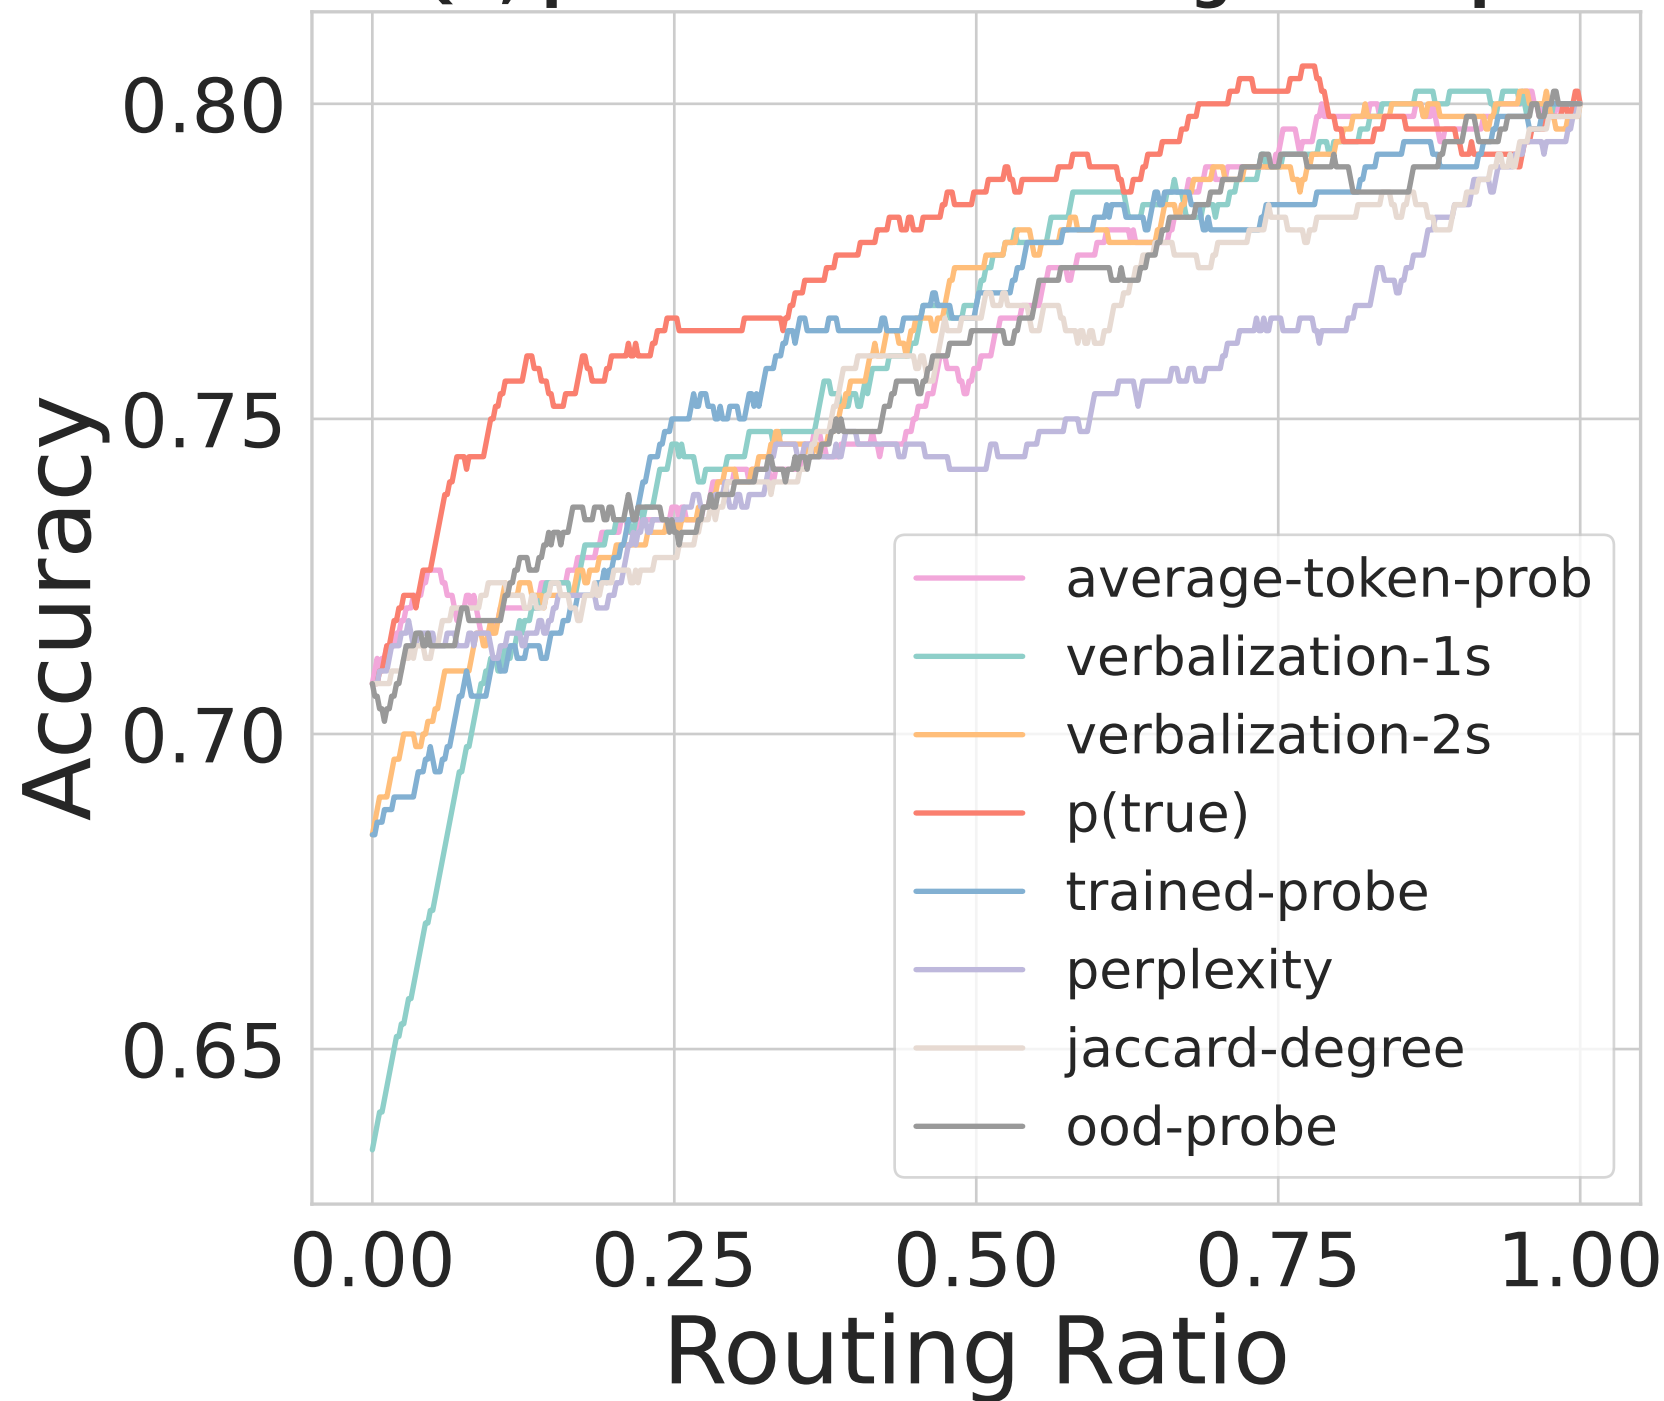 Accuracy
0.80
0.75
0.70
0.65
average-token-prob
verbalization-1s
verbalization-2s
p(true)
trained-probe
perplexity
jaccard-degree
ood-probe
0.00 0.25 0.50 0.75 1.00
Routing Ratio